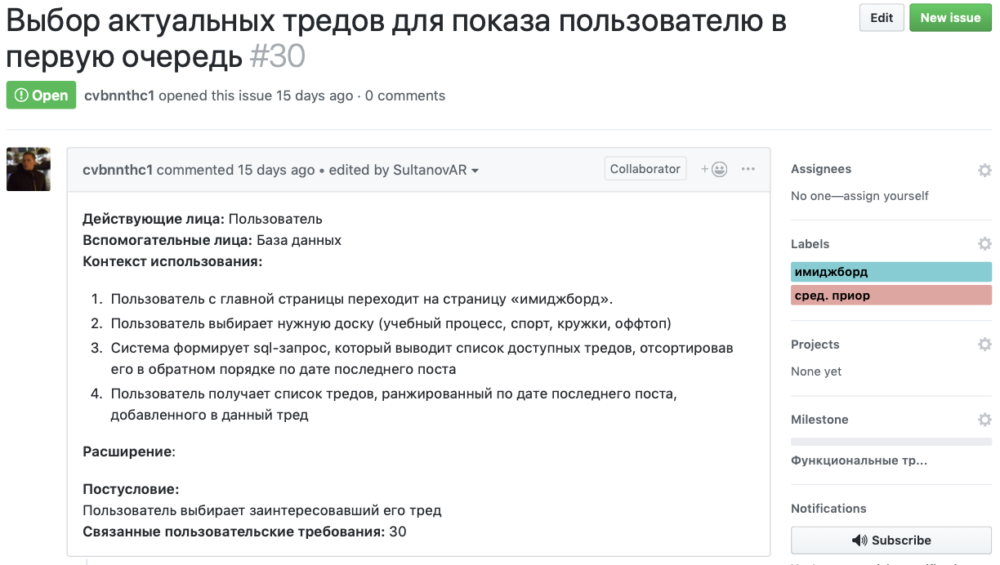 Выбор актуальных тредов для показа пользователю в
первую очередь #30
Edit
New issue
Open
cvbnnthc1 opened this issue 15 days ago · 0 comments
cvbnnthc1 commented 15 days ago • edited by SultanovAR
Collaborator
Действующие лица: Пользователь
Вспомогательные лица: База данных
Контекст использования:
1. Пользователь с главной страницы переходит на страницу «имиджборд».
2. Пользователь выбирает нужную доску (учебный процесс, спорт, кружки, оффтоп)
3. Система формирует sql-запрос, который выводит список доступных тредов, отсортировав
его в обратном порядке по дате последнего поста
4. Пользователь получает список тредов, ранжированный по дате последнего поста,
добавленного в данный тред
Расширение:
Постусловие:
Пользователь выбирает заинтересовавший его тред
Связанные пользовательские требования: 30
Assignees
No one—assign yourself
Labels
имиджборд
сред. приор
Projects
None yet
Milestone
Функциональные тр...
Notifications
Subscribe